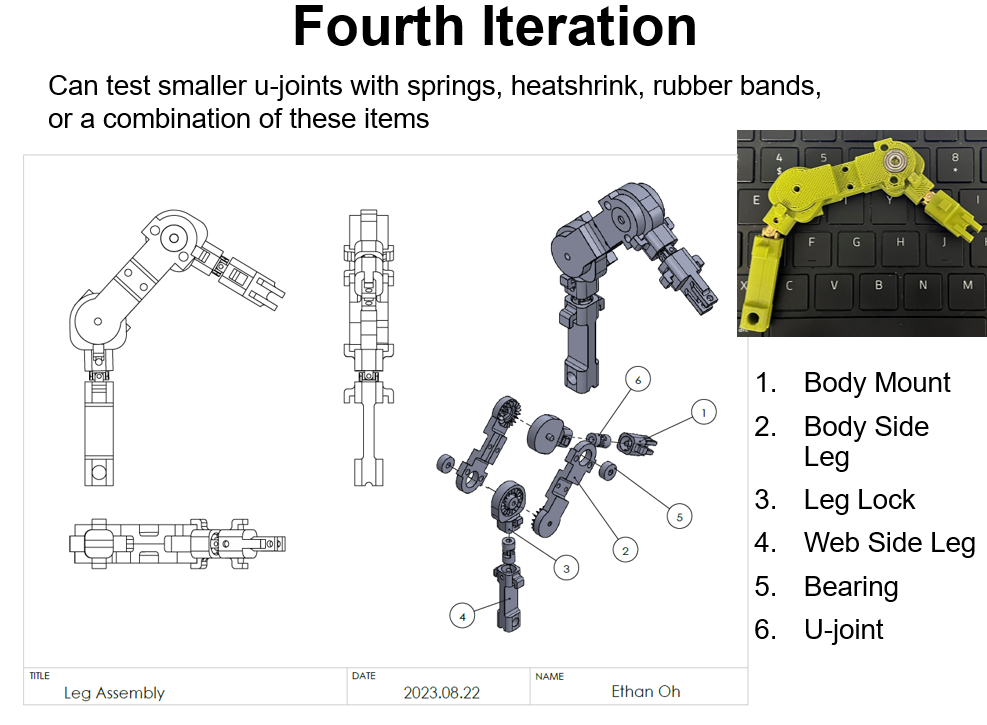 Fourth Iteration
Can test smaller u-joints with springs, heatshrink, rubber bands,
or a combination of these items
4
$
5
8
*
E
Y
I
F
G
H
J
X
C
V
B
N
M
6
1
5
2
3
4
1. Body Mount
2. Body Side
Leg
3. Leg Lock
4. Web Side Leg
5. Bearing
6. U-joint
TITLE
Leg Assembly
DATE
2023.08.22
NAME
Ethan Oh